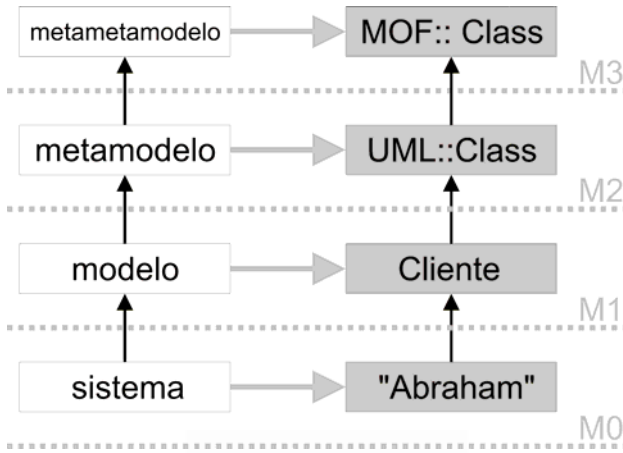 metametamodelo
MOF:: Class
M3
metamodelo
UML::Class
M2
modelo
Cliente
M1
sistema
"Abraham"
M0